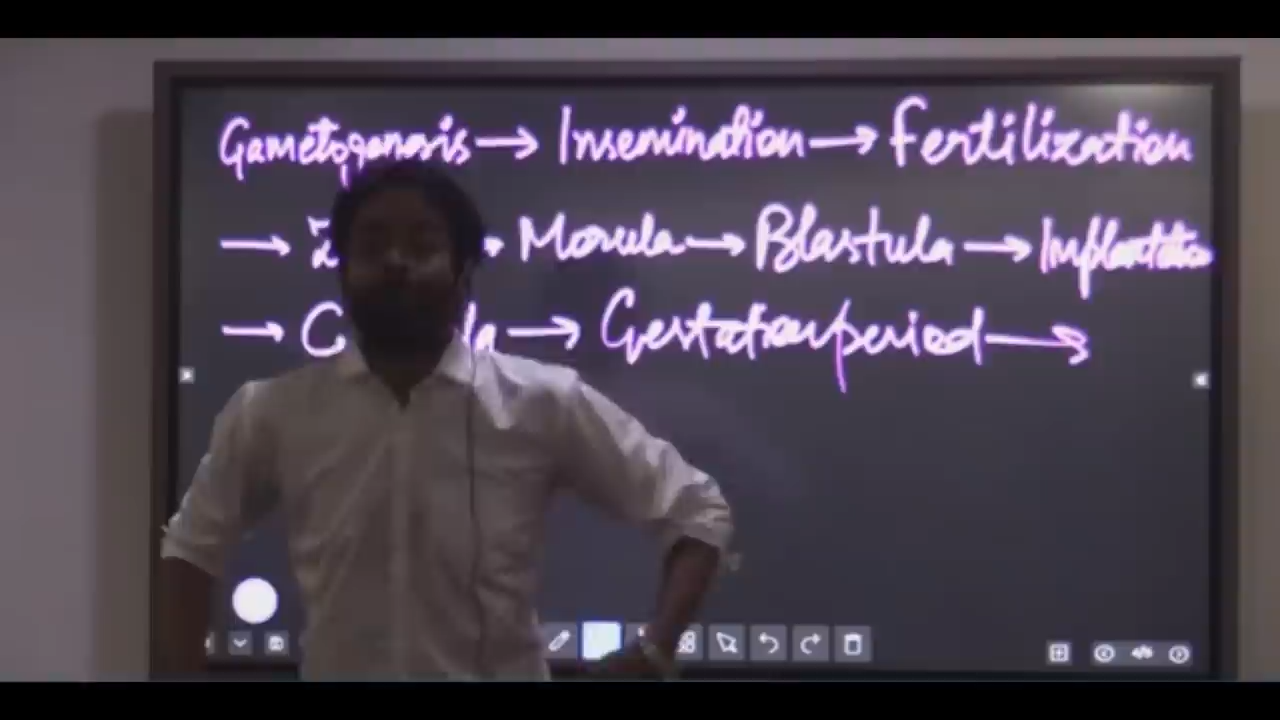 Gametogenesis → Insemination → Fertilization
→ Morula → Blastula → Implantation
→ → Gestation period →